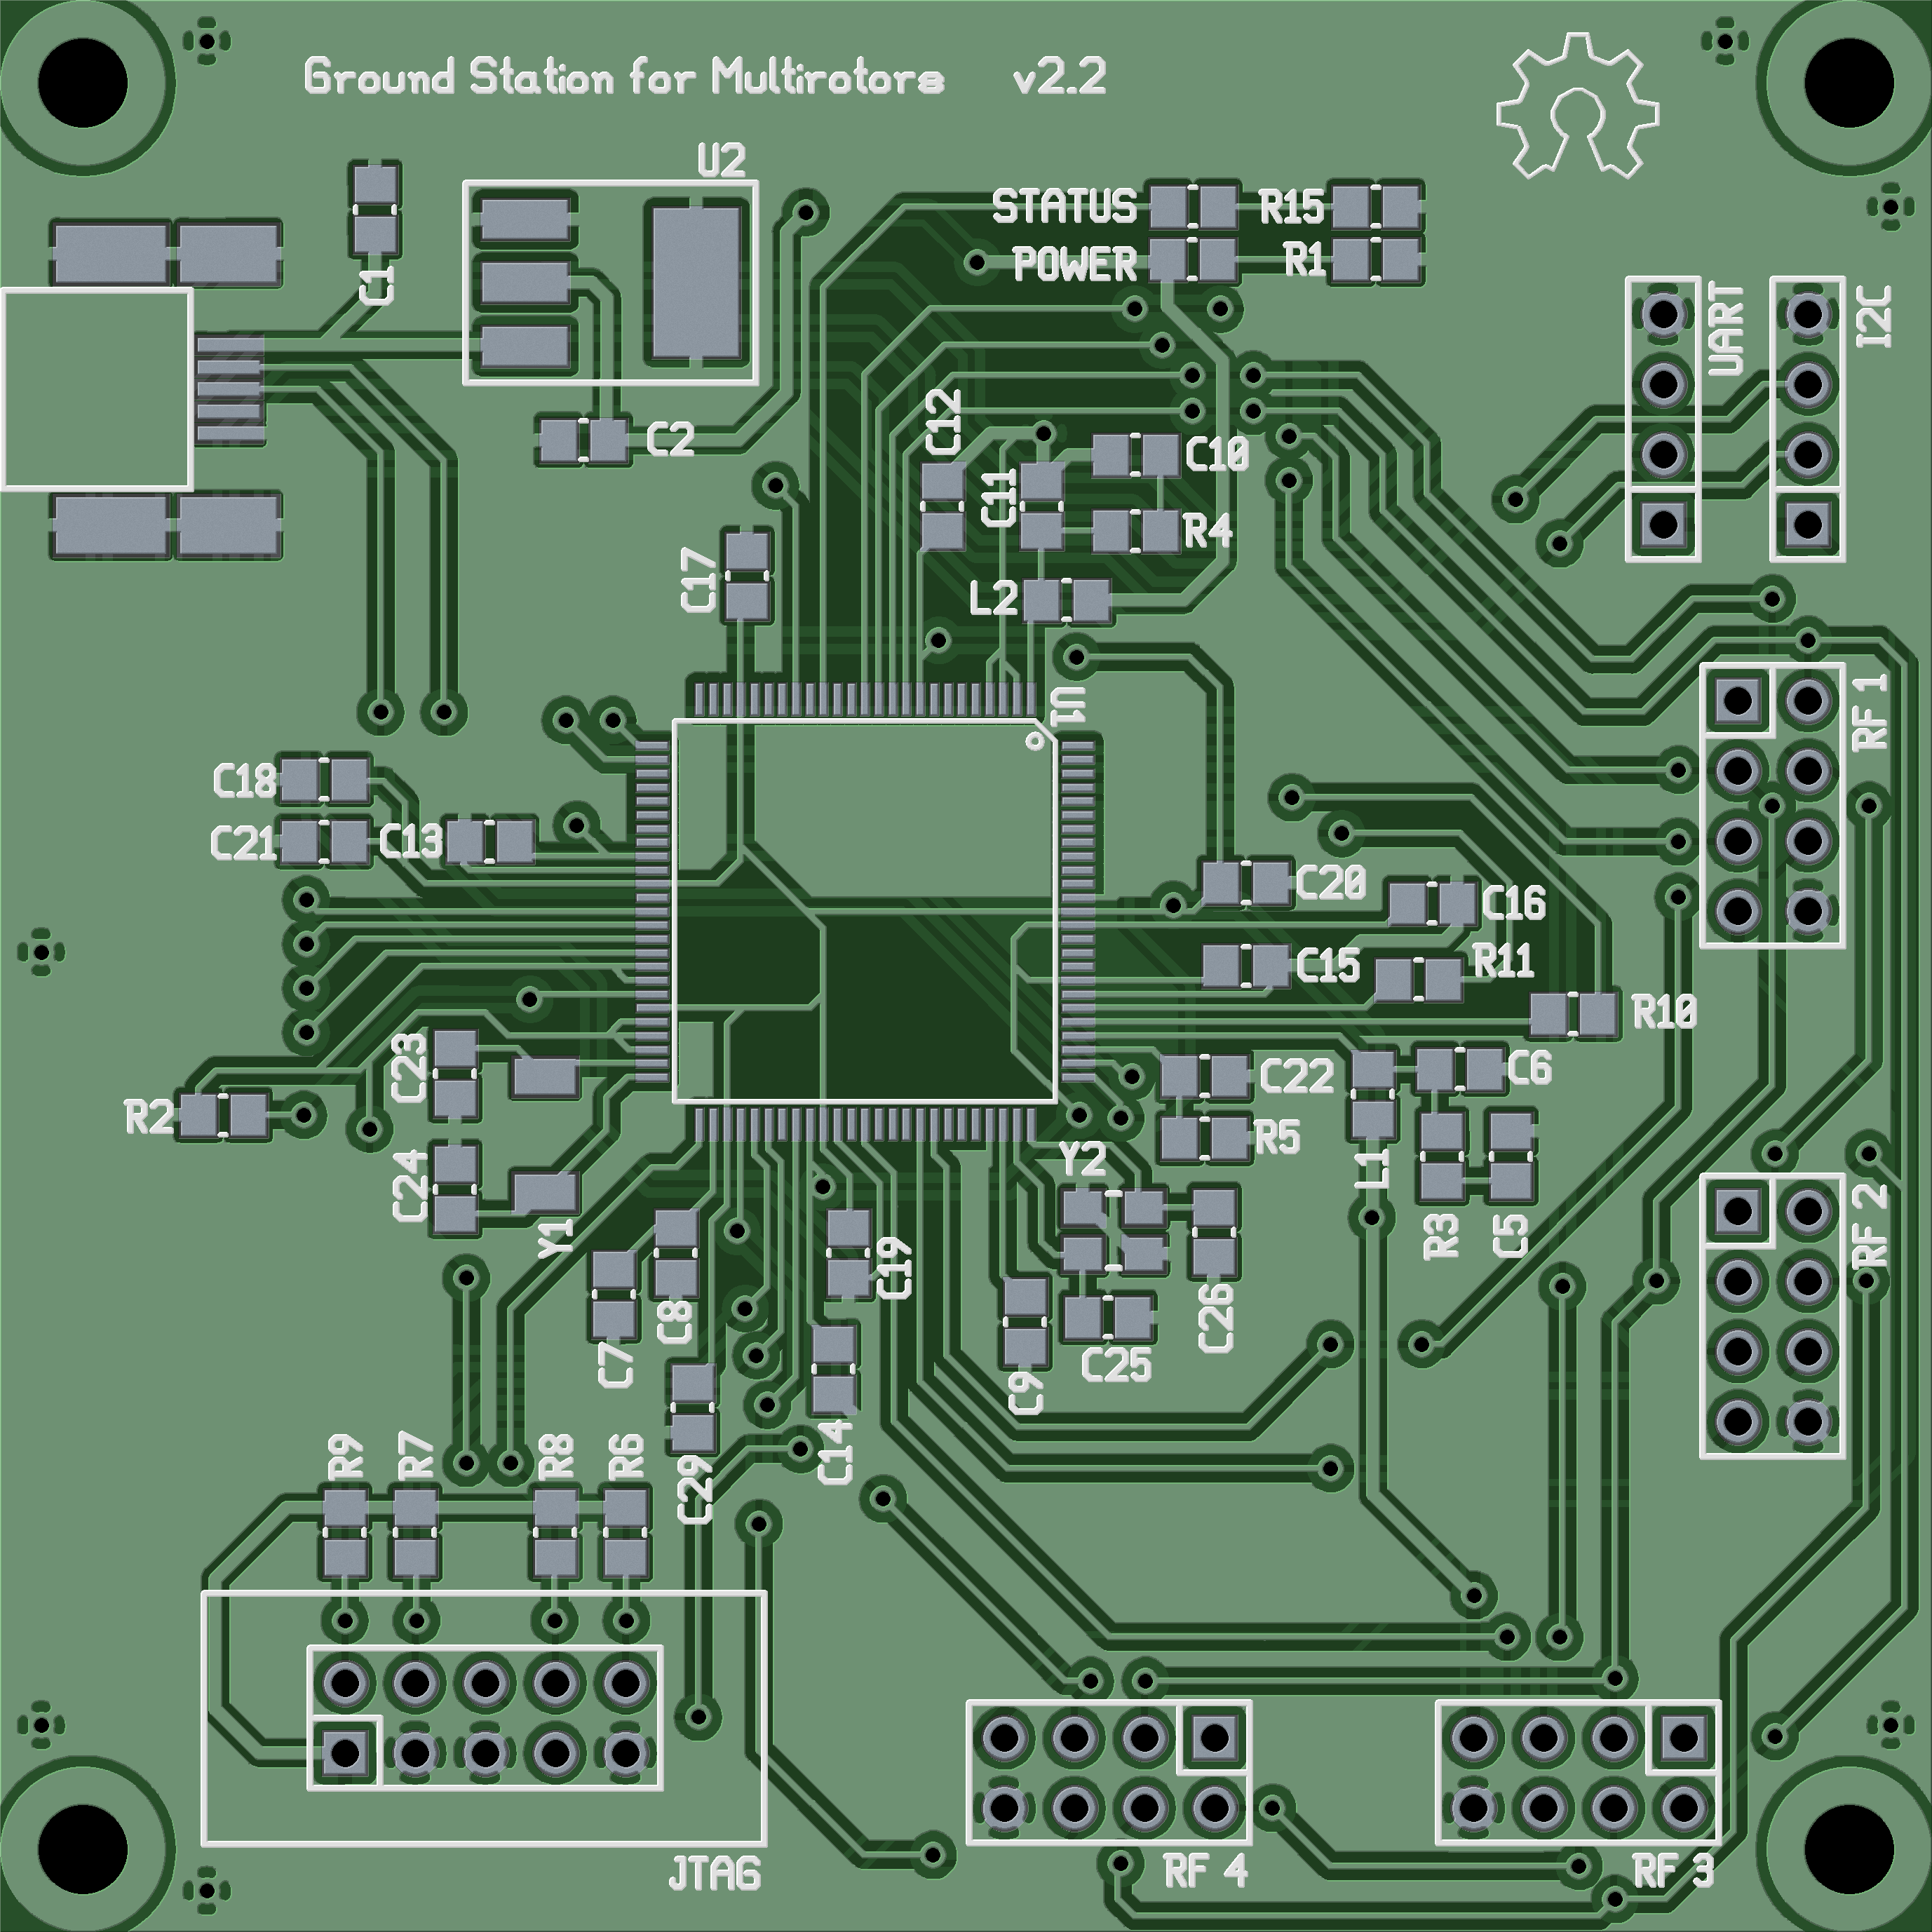 Ground Station for Multirotors v2.2
U2
STATUS
R15
POWER
R1
C1
UART
I2C
C2
C12
C10
C11
R4
C17
L2
U1
RF 1
C18
C21
C13
C20
C16
C15
R11
R10
C23
C22
C6
R2
R5
Y2
C24
L1
Y1
R3
C5
RF 2
C19
C8
C7
C26
C25
C9
C14
R9
R7
R8
R6
C29
JTAG
RF 4
RF 3